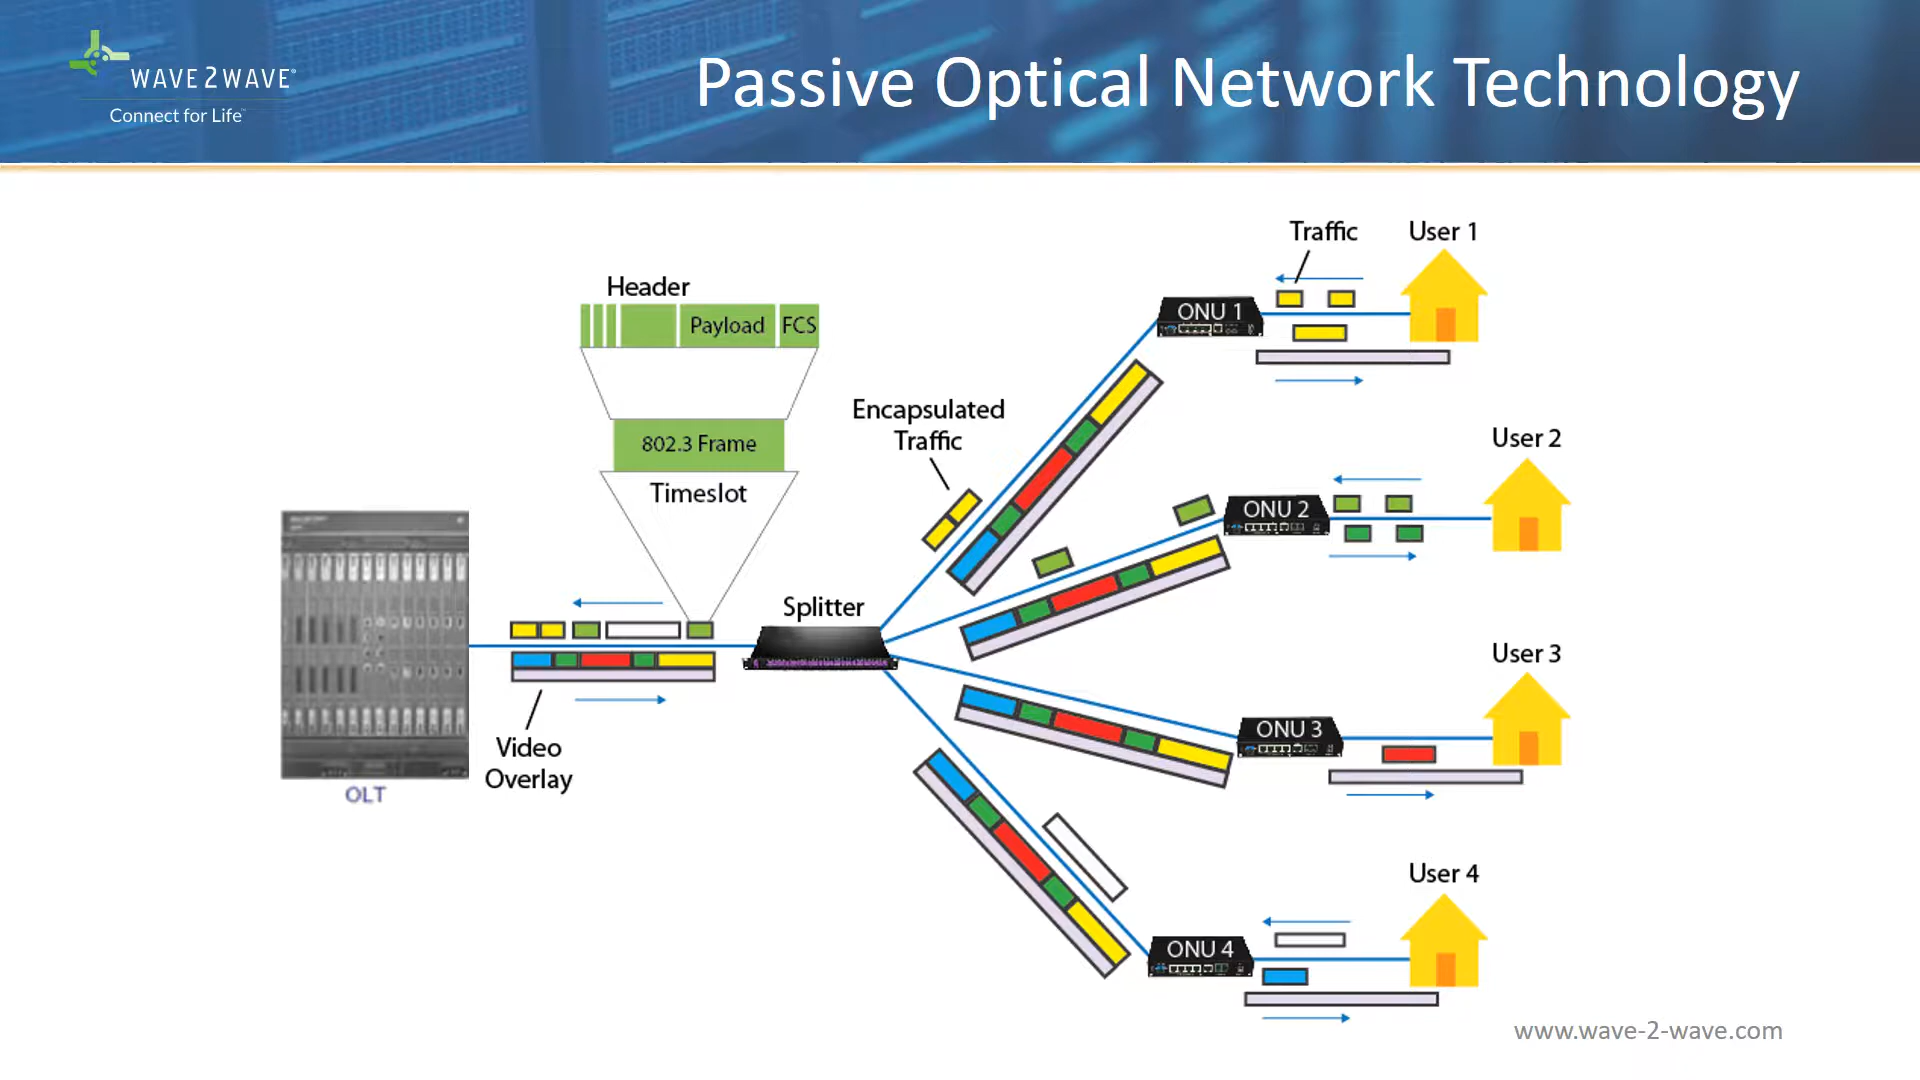 WAVE2WAVE®
Connect for Life™
Passive Optical Network Technology
Header
Payload
FCS
802.3 Frame
Timeslot
Encapsulated
Traffic
Traffic
User 1
ONU 1
User 2
ONU 2
Splitter
User 3
ONU 3
Video
Overlay
OLT
User 4
ONU 4
www.wave-2-wave.com